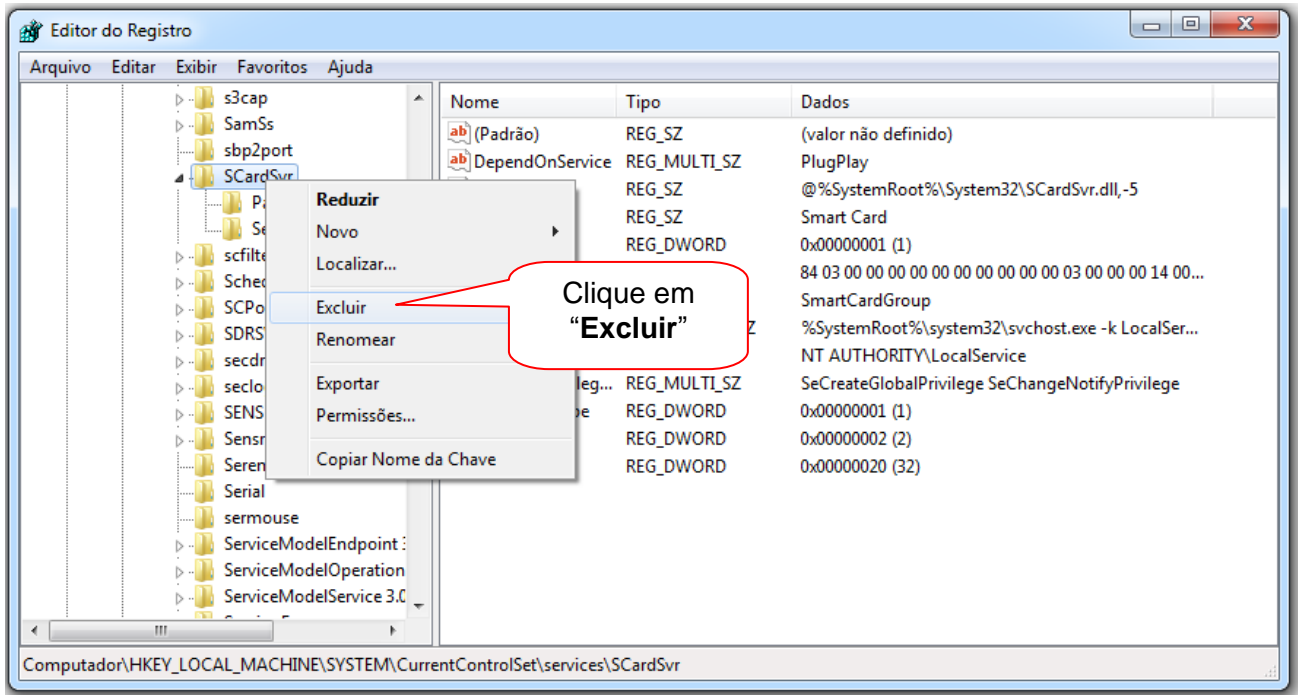 Editor do Registro
Arquivo Editar Exibir Favoritos Ajuda
s3cap
SamSs
sbp2port
SCardSvr
Reduzir
Novo
Localizar...
Excluir
Renomear
Exportar
Permissões...
Copiar Nome da Chave
Clique em
“Excluir”
Serial
sermouse
ServiceModelEndpoint
ServiceModelOperation
ServiceModelService 3.0
Nome Tipo Dados
(Padrão) REG_SZ (valor não definido)
DependOnService REG_MULTI_SZ PlugPlay
REG_SZ @%SystemRoot%\System32\SCardSvr.dll,-5
REG_SZ Smart Card
REG_DWORD 0x00000001 (1)
84 03 00 00 00 00 00 00 00 00 00 00 03 00 00 00 14 00...
SmartCardGroup
Z %SystemRoot%\system32\svchost.exe -k LocalSer...
NT AUTHORITY\LocalService
leg... REG_MULTI_SZ SeCreateGlobalPrivilege SeChangeNotifyPrivilege
pe REG_DWORD 0x00000001 (1)
REG_DWORD 0x00000002 (2)
REG_DWORD 0x00000020 (32)
Computador\HKEY_LOCAL_MACHINE\SYSTEM\CurrentControlSet\services\SCardSvr